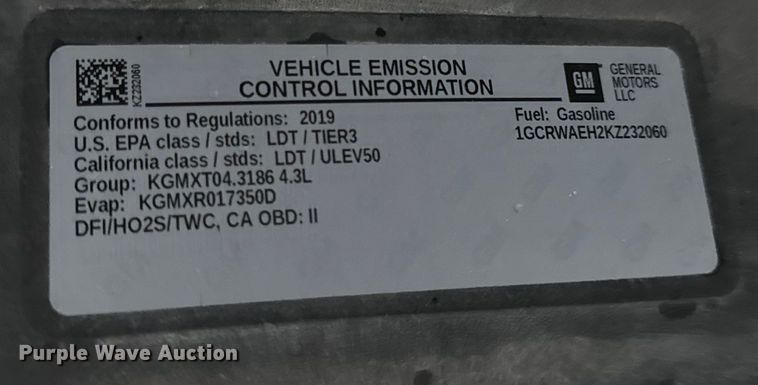 KZ232060
VEHICLE EMISSION
CONTROL INFORMATION
GM
GENERAL
MOTORS
LLC
Conforms to Regulations: 2019
U.S. EPA class / stds: LDT / TIER3
California class / stds: LDT / ULEV50
Group: KGMXT04.3186 4.3L
Evap: KGMXR017350D
DFI/HO2S/TWC, CA OBD: II
Fuel: Gasoline
1GCRWAEH2KZ232060
Purple Wave Auction